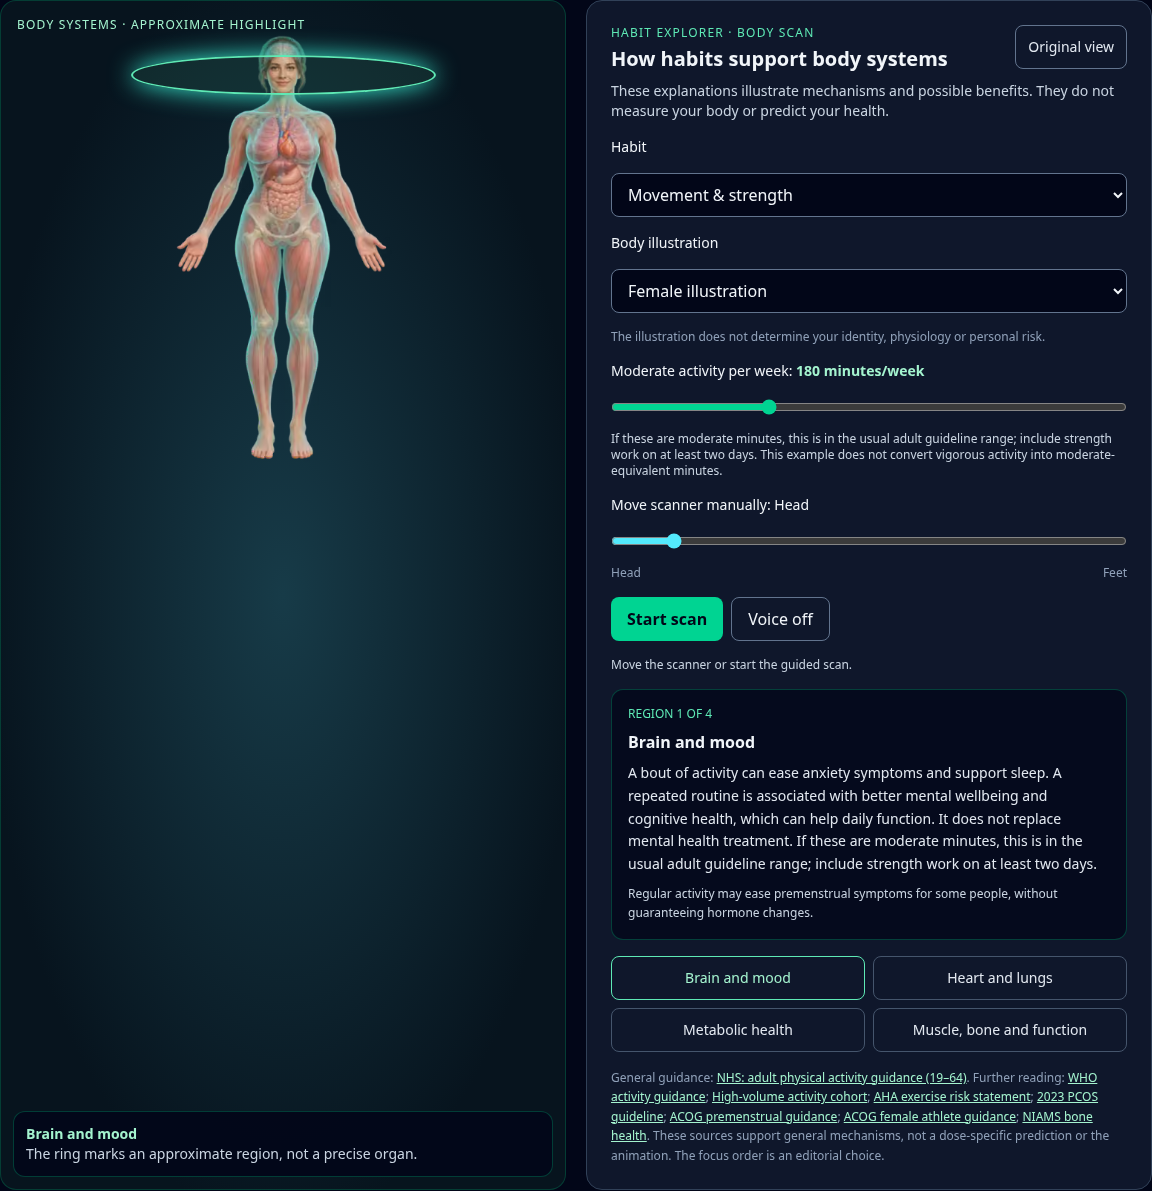 BODY SYSTEMS · APPROXIMATE HIGHLIGHT
Brain and mood
The ring marks an approximate region, not a precise organ.
HABIT EXPLORER · BODY SCAN
How habits support body systems
Original view
These explanations illustrate mechanisms and possible benefits. They do not
measure your body or predict your health.
Habit
Movement & strength
Body illustration
Female illustration
The illustration does not determine your identity, physiology or personal risk.
Moderate activity per week: 180 minutes/week
If these are moderate minutes, this is in the usual adult guideline range; include strength
work on at least two days. This example does not convert vigorous activity into moderate-
equivalent minutes.
Move scanner manually: Head
Head
Feet
Start scan
Voice off
Move the scanner or start the guided scan.
REGION 1 OF 4
Brain and mood
A bout of activity can ease anxiety symptoms and support sleep. A
repeated routine is associated with better mental wellbeing and
cognitive health, which can help daily function. It does not replace
mental health treatment. If these are moderate minutes, this is in the
usual adult guideline range; include strength work on at least two days.
Regular activity may ease premenstrual symptoms for some people, without
guaranteeing hormone changes.
Brain and mood
Heart and lungs
Metabolic health
Muscle, bone and function
General guidance: NHS: adult physical activity guidance (19–64). Further reading: WHO
activity guidance; High-volume activity cohort; AHA exercise risk statement; 2023 PCOS
guideline; ACOG premenstrual guidance; ACOG female athlete guidance; NIAMS bone
health. These sources support general mechanisms, not a dose-specific prediction or the
animation. The focus order is an editorial choice.